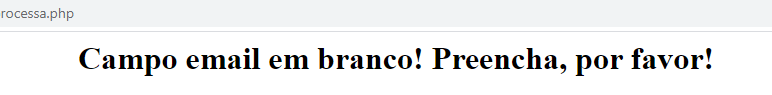 rocessa.php
Campo email em branco! Preencha, por favor!